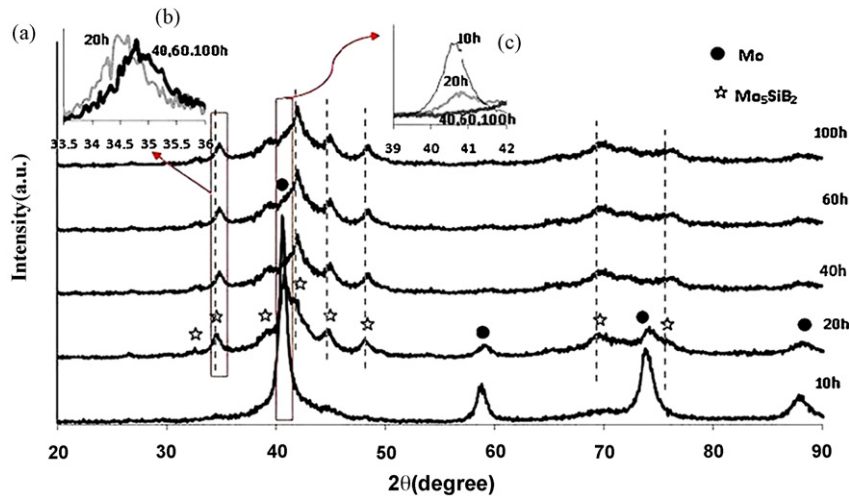 (a)
(b)
20h
40,60,100h
33.5 34 34.5 35 35.5 36
10h
(c)
20h
40,60,100h
39 40 41 42
Mo
Mo₅SiB₂
100h
60h
40h
20h
10h
Intensity(a.u.)
20 30 40 50 60 70 80 90
2θ(degree)